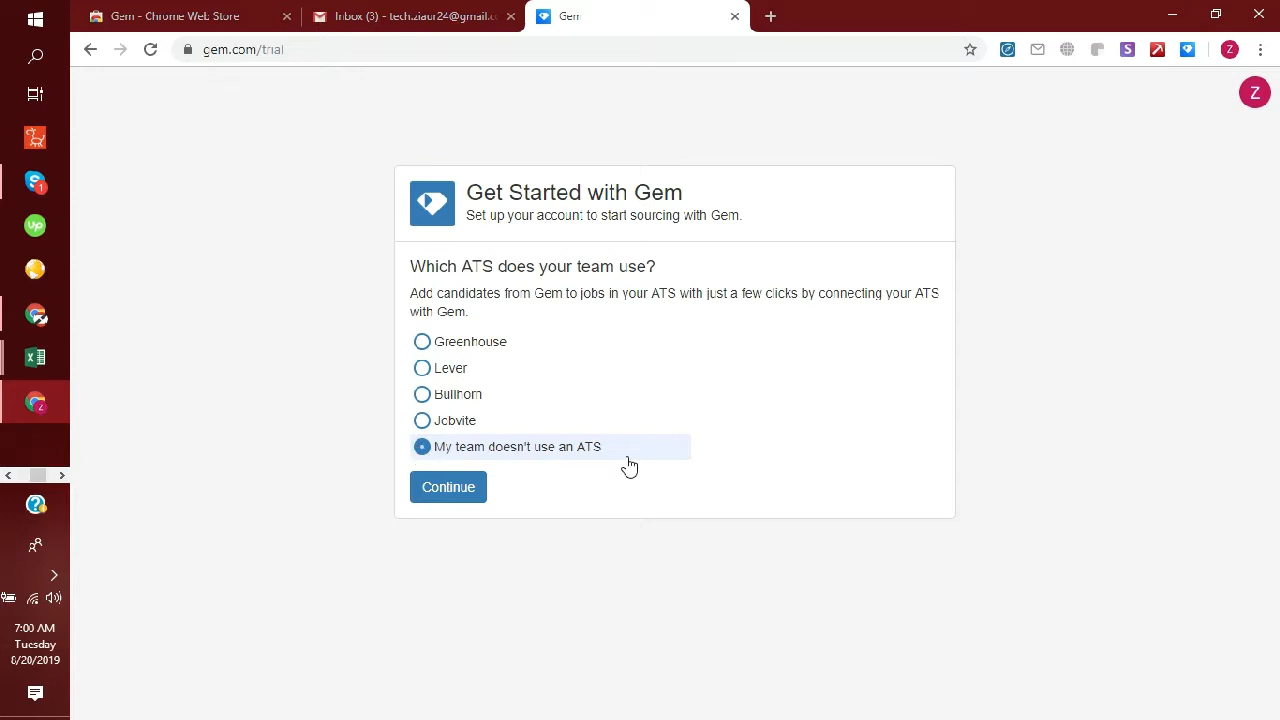 Gem - Chrome Web Store
Inbox (3) - tech.ziaur24@gmail.co
Gem
gem.com/trial
S
Z
Z
1
up
Get Started with Gem
Set up your account to start sourcing with Gem.
Which ATS does your team use?
Add candidates from Gem to jobs in your ATS with just a few clicks by connecting your ATS
with Gem.
Greenhouse
Lever
Bullhorn
Jobvite
My team doesn't use an ATS
Continue
7:00 AM
Tuesday
8/20/2019